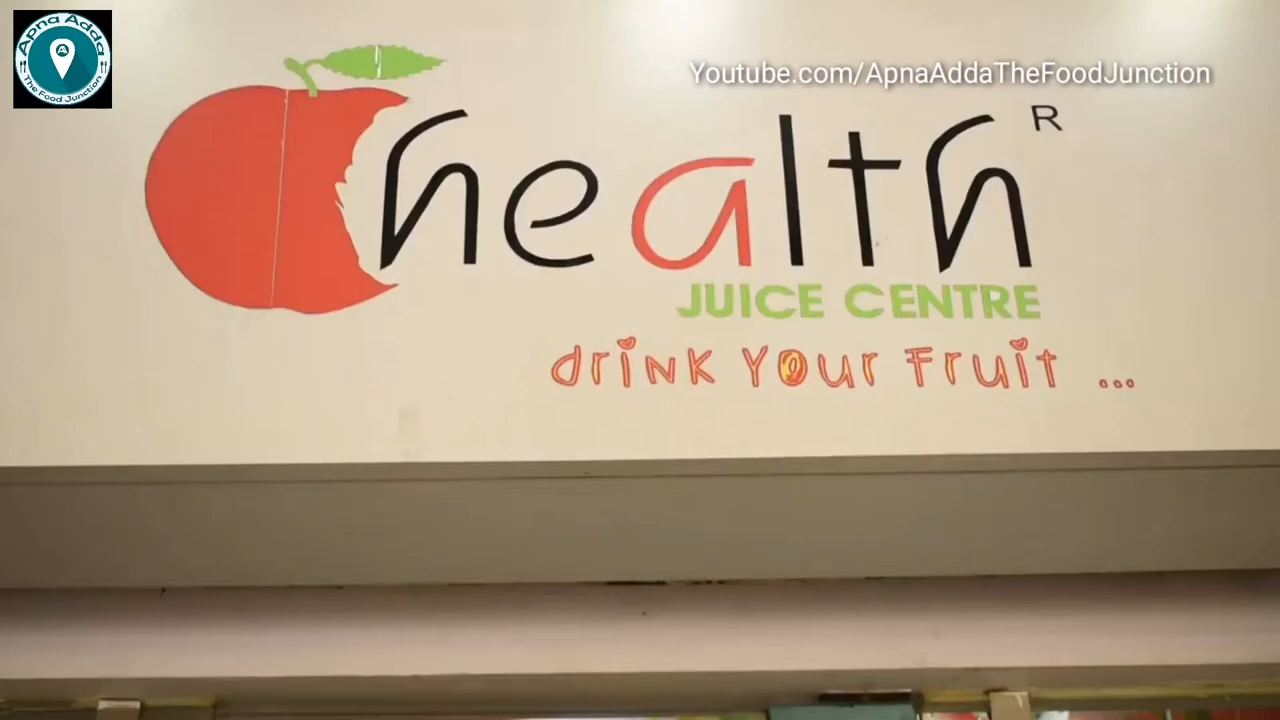 Apna Adda
A
The Food Junction
Youtube.com/ApnaAddaTheFoodJunction
health R
JUICE CENTRE
drink Your Fruit ...